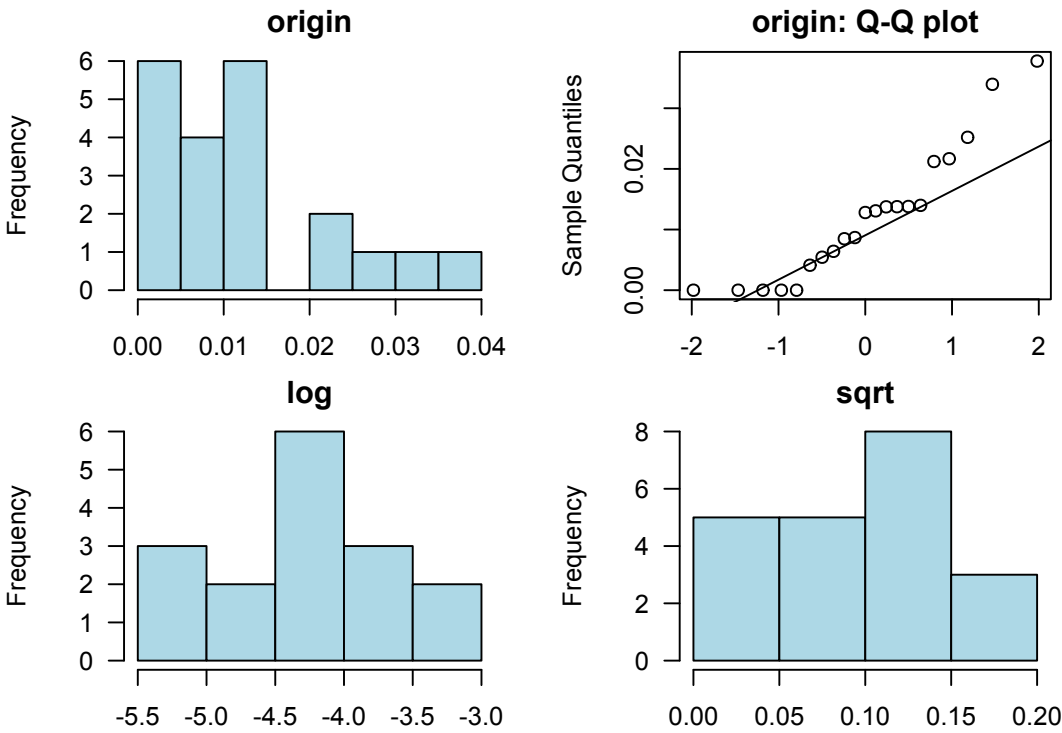 origin
Frequency
6
5
4
3
2
1
0
0.00 0.01 0.02 0.03 0.04
origin: Q-Q plot
Sample Quantiles
0.02
0.00
-2 -1 0 1 2
log
Frequency
6
5
4
3
2
1
0
-5.5 -5.0 -4.5 -4.0 -3.5 -3.0
sqrt
Frequency
8
6
4
2
0
0.00 0.05 0.10 0.15 0.20